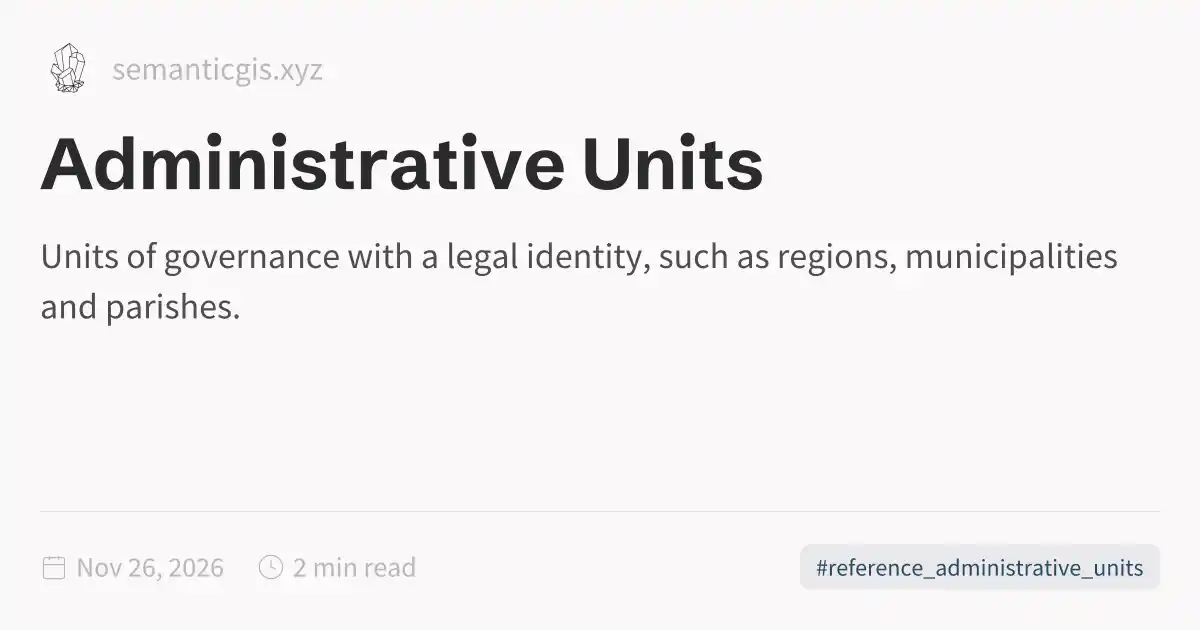 semanticgis.xyz
Administrative Units
Units of governance with a legal identity, such as regions, municipalities
and parishes.
Nov 26, 2026
2 min read
#reference_administrative_units